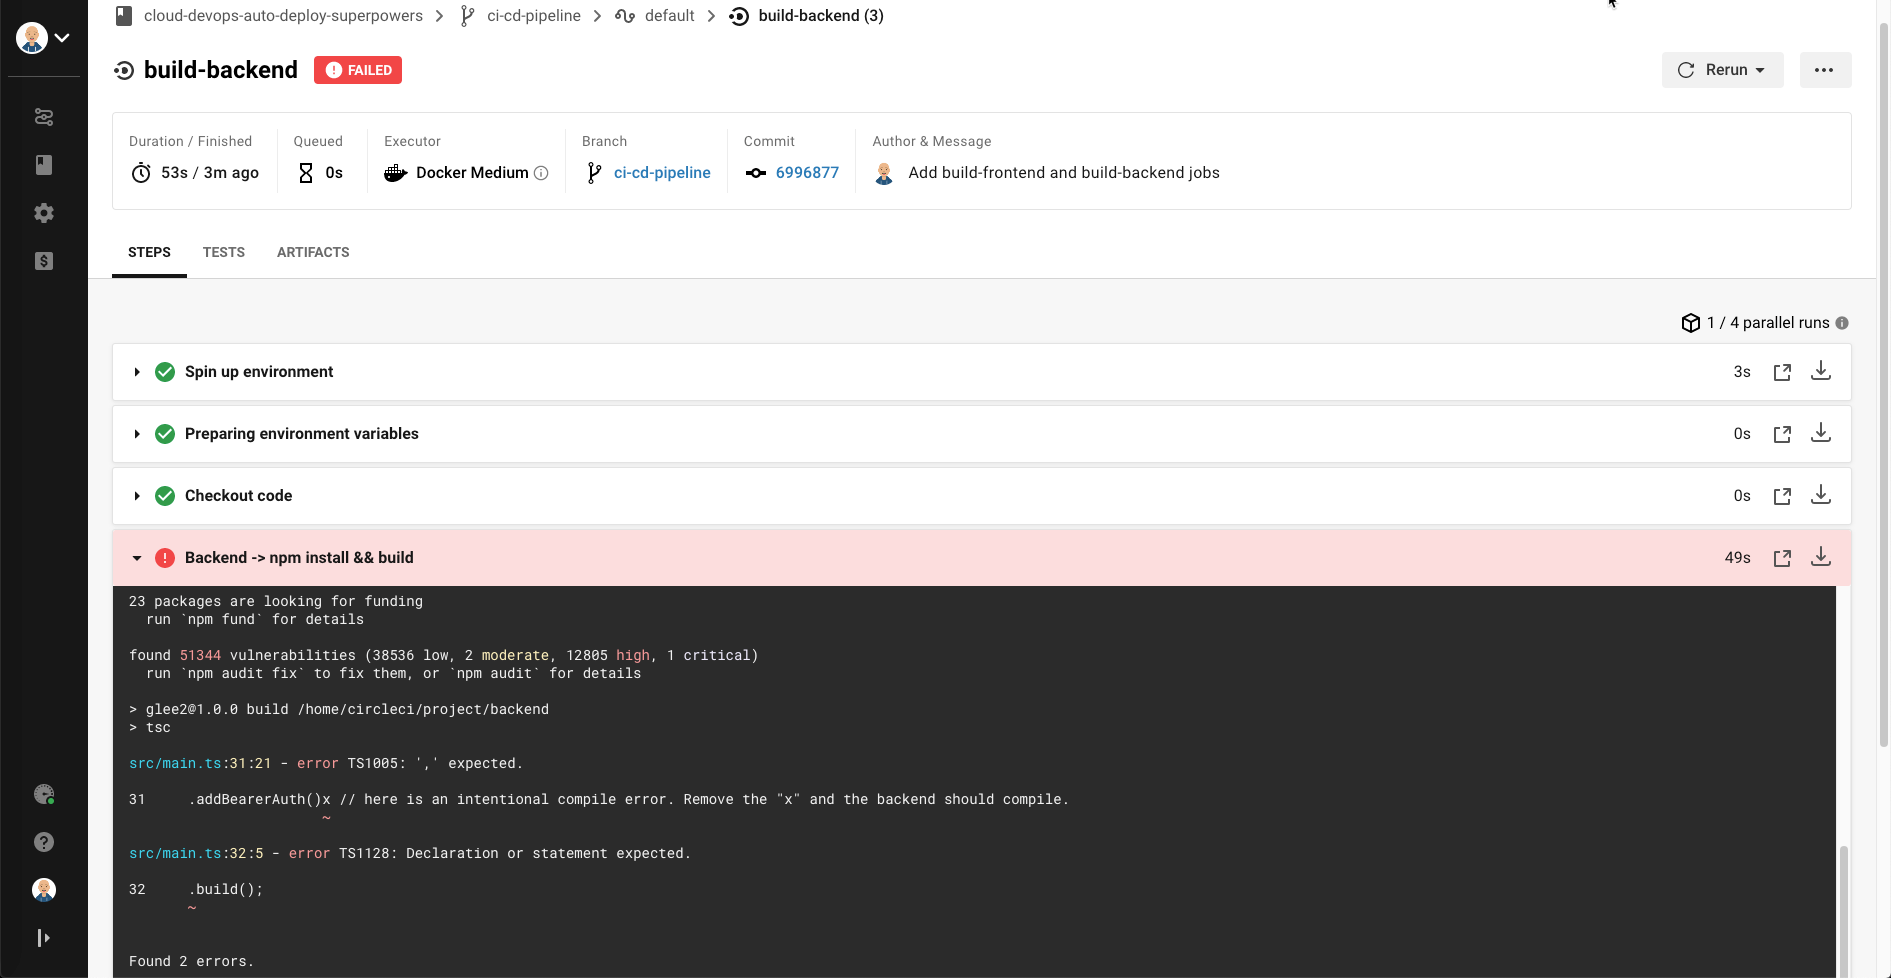 cloud-devops-auto-deploy-superpowers > ci-cd-pipeline > default > build-backend (3)
build-backend FAILED Rerun
Duration / Finished Queued Executor Branch Commit Author & Message
53s / 3m ago 0s Docker Medium ci-cd-pipeline 6996877 Add build-frontend and build-backend jobs
STEPS TESTS ARTIFACTS
1 / 4 parallel runs
Spin up environment 3s
Preparing environment variables 0s
Checkout code 0s
Backend -> npm install && build 49s
23 packages are looking for funding
run `npm fund` for details
found 51344 vulnerabilities (38536 low, 2 moderate, 12805 high, 1 critical)
run `npm audit fix` to fix them, or `npm audit` for details
> glee2@1.0.0 build /home/circleci/project/backend
> tsc
src/main.ts:31:21 - error TS1005: ',' expected.
31     .addBearerAuth()x // here is an intentional compile error. Remove the "x" and the backend should compile.
~
src/main.ts:32:5 - error TS1128: Declaration or statement expected.
32     .build();
~
Found 2 errors.